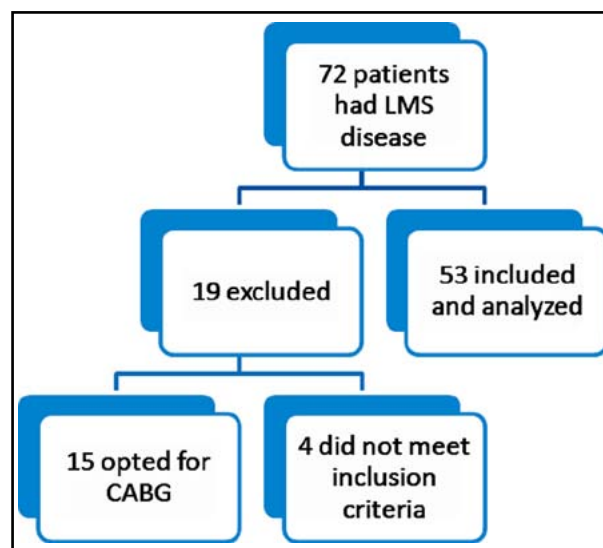 72 patients
had LMS
disease
19 excluded
53 included
and analyzed
15 opted for
CABG
4 did not meet
inclusion
criteria